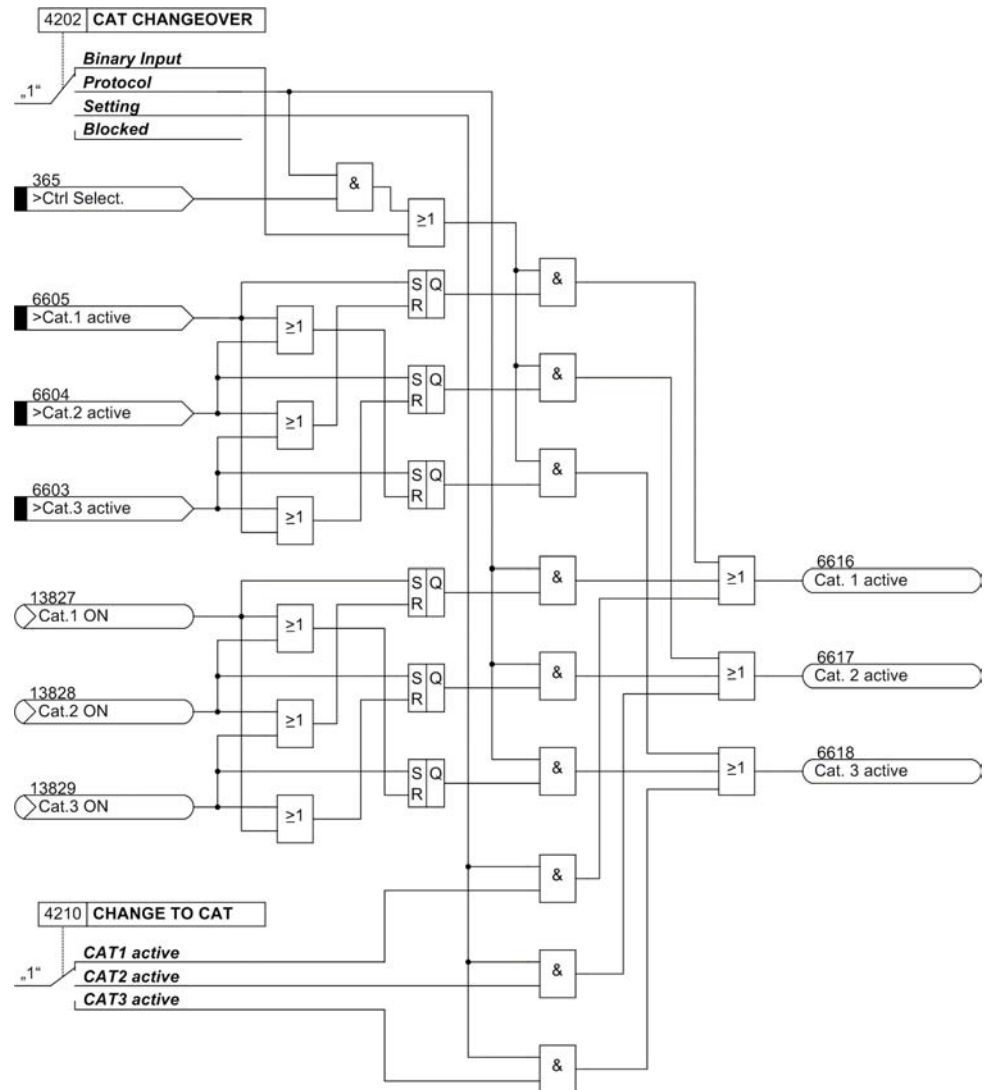 4202 CAT CHANGEOVER
Binary Input
„1“
Protocol
Setting
Blocked
365
>Ctrl Select.
&
≥1
&
6605
>Cat.1 active
≥1
S Q
R
6604
>Cat.2 active
≥1
S Q
R
&
6603
>Cat.3 active
≥1
S Q
R
&
13827
Cat.1 ON
≥1
S Q
R
&
≥1
6616
Cat. 1 active
13828
Cat.2 ON
≥1
S Q
R
&
≥1
6617
Cat. 2 active
13829
Cat.3 ON
≥1
S Q
R
&
≥1
6618
Cat. 3 active
&
4210 CHANGE TO CAT
„1“
CAT1 active
CAT2 active
CAT3 active
&
&